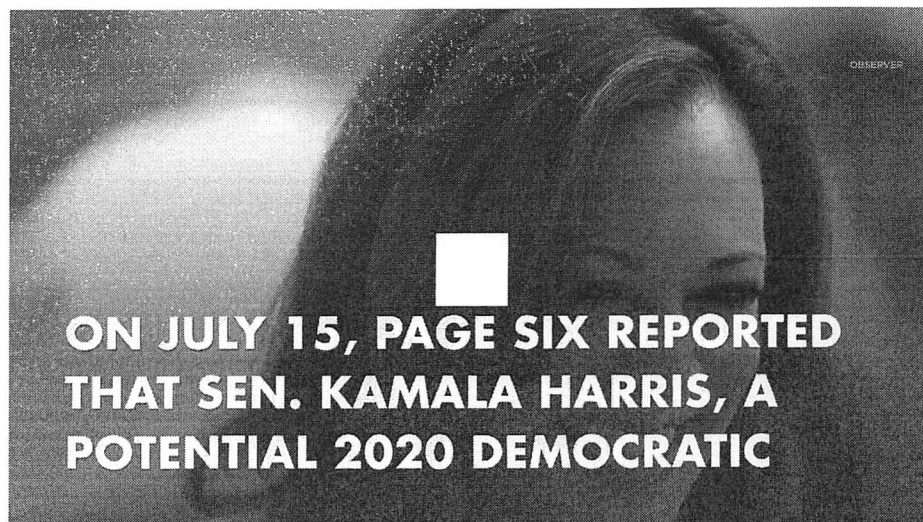 OBSERVER
ON JULY 15, PAGE SIX REPORTED
THAT SEN. KAMALA HARRIS, A
POTENTIAL 2020 DEMOCRATIC